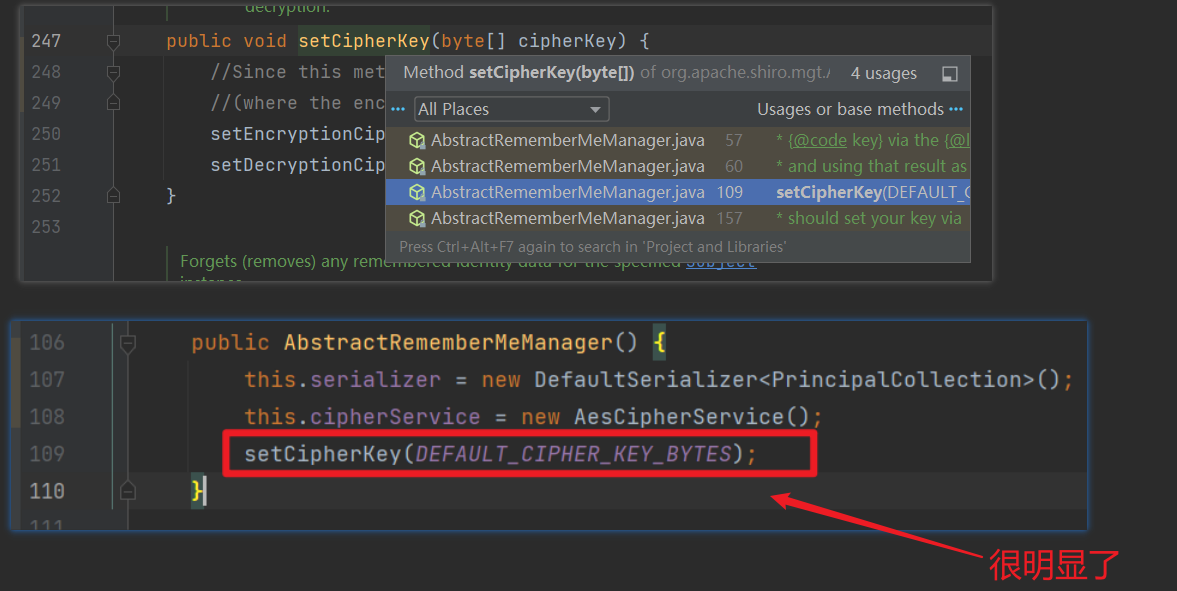 decryption.
247 public void setCipherKey(byte[] cipherKey) {
248 //Since this met
249 //(where the enc
250 setEncryptionCip
251 setDecryptionCip
252 }
253
Method setCipherKey(byte[]) of org.apache.shiro.mgt. 4 usages
All Places Usages or base methods
AbstractRememberMeManager.java 57 * {@code key} via the {@l
AbstractRememberMeManager.java 60 * and using that result as
AbstractRememberMeManager.java 109 setCipherKey(DEFAULT_C
AbstractRememberMeManager.java 157 * should set your key via
Press Ctrl+Alt+F7 again to search in 'Project and Libraries'
Forgets (removes) any remembered identity data for the specified Subject
instance
106 public AbstractRememberMeManager() {
107 this.serializer = new DefaultSerializer<PrincipalCollection>();
108 this.cipherService = new AesCipherService();
109 setCipherKey(DEFAULT_CIPHER_KEY_BYTES);
110 }
111
很明显了